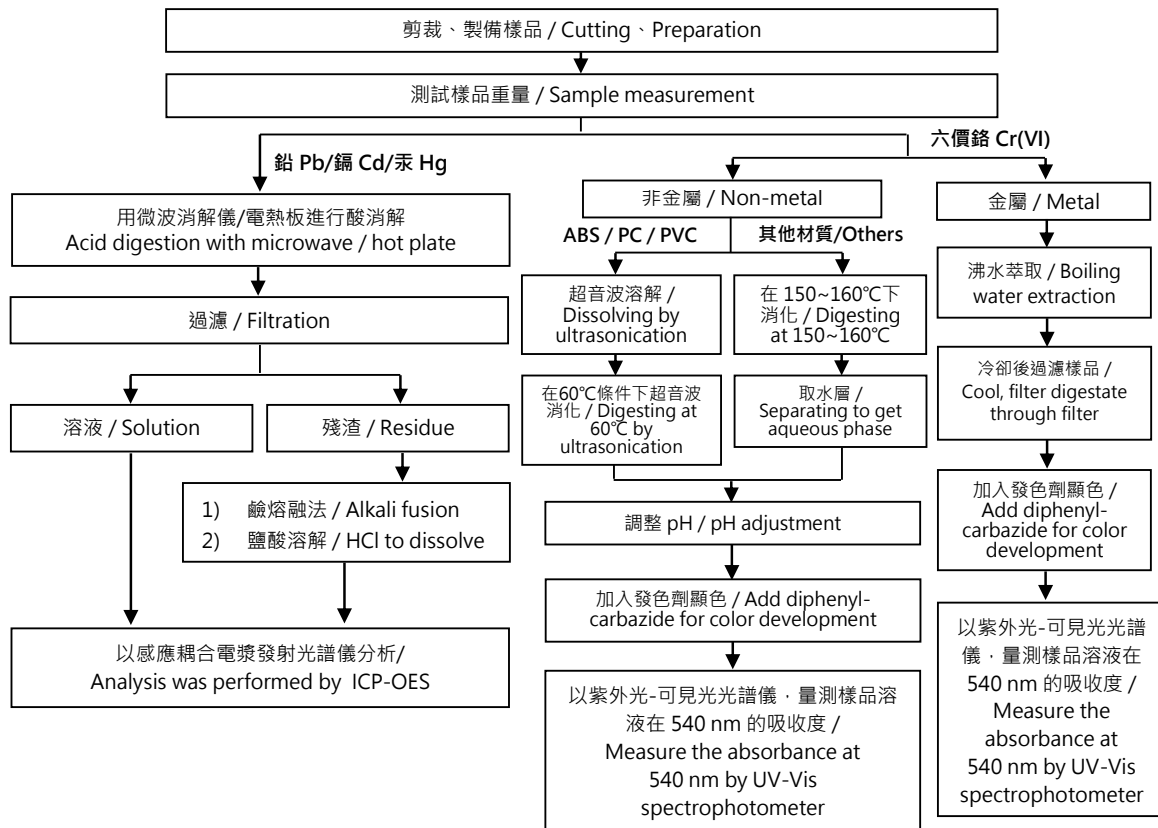 剪裁、製備樣品 / Cutting、Preparation
測試樣品重量 / Sample measurement
鉛 Pb/鎘 Cd/汞 Hg
用微波消解儀/電熱板進行酸消解
Acid digestion with microwave / hot plate
過濾 / Filtration
溶液 / Solution
殘渣 / Residue
1) 鹼熔融法 / Alkali fusion
2) 鹽酸溶解 / HCl to dissolve
以感應耦合電漿發射光譜儀分析/
Analysis was performed by ICP-OES
六價鉻 Cr(VI)
非金屬 / Non-metal
ABS / PC / PVC
超音波溶解 /
Dissolving by
ultrasonication
在60℃條件下超音波
消化 / Digesting at
60℃ by
ultrasonication
其他材質/Others
在 150~160℃下
消化 / Digesting
at 150~160℃
取水層 /
Separating to get
aqueous phase
調整 pH / pH adjustment
加入發色劑顯色 / Add diphenyl-
carbazide for color development
以紫外光-可見光光譜儀，量測樣品溶
液在 540 nm 的吸收度 /
Measure the absorbance at
540 nm by UV-Vis
spectrophotometer
金屬 / Metal
沸水萃取 / Boiling
water extraction
冷卻後過濾樣品 /
Cool, filter digestate
through filter
加入發色劑顯色 /
Add diphenyl-
carbazide for color
development
以紫外光-可見光光譜
儀，量測樣品溶液在
540 nm 的吸收度 /
Measure the
absorbance at
540 nm by UV-Vis
spectrophotometer